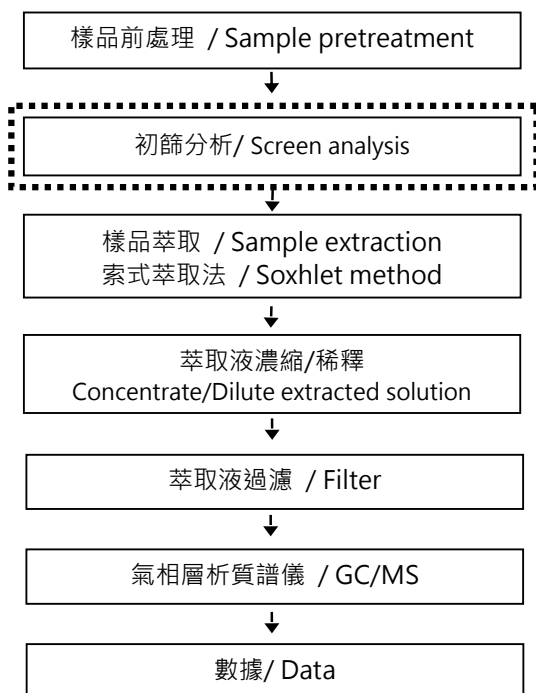 樣品前處理 / Sample pretreatment
初篩分析/ Screen analysis
樣品萃取 / Sample extraction
索式萃取法 / Soxhlet method
萃取液濃縮/稀釋
Concentrate/Dilute extracted solution
萃取液過濾 / Filter
氣相層析質譜儀 / GC/MS
數據/ Data